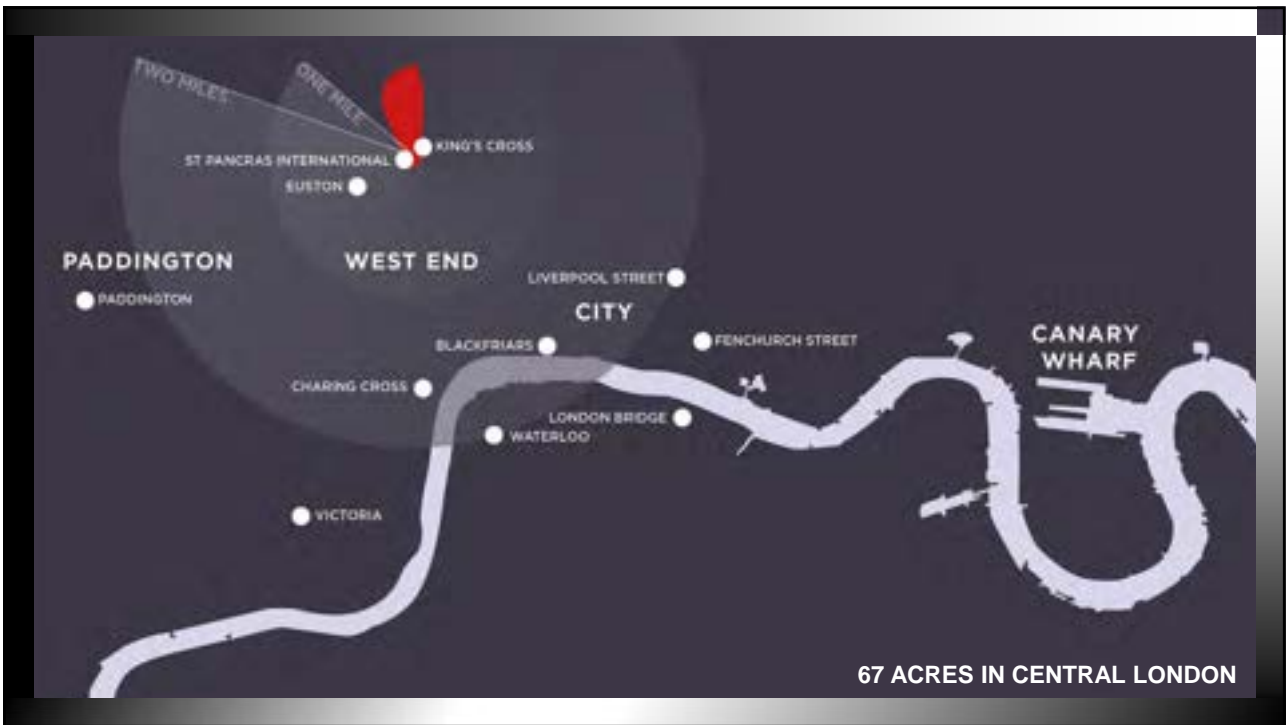 TWO MILES
ONE MILE
KING'S CROSS
ST PANCRAS INTERNATIONAL
EUSTON
PADDINGTON
WEST END
LIVERPOOL STREET
PADDINGTON
CITY
CANARY
WHARF
BLACKFRIARS
FENCHURCH STREET
CHARING CROSS
LONDON BRIDGE
WATERLOO
VICTORIA
67 ACRES IN CENTRAL LONDON